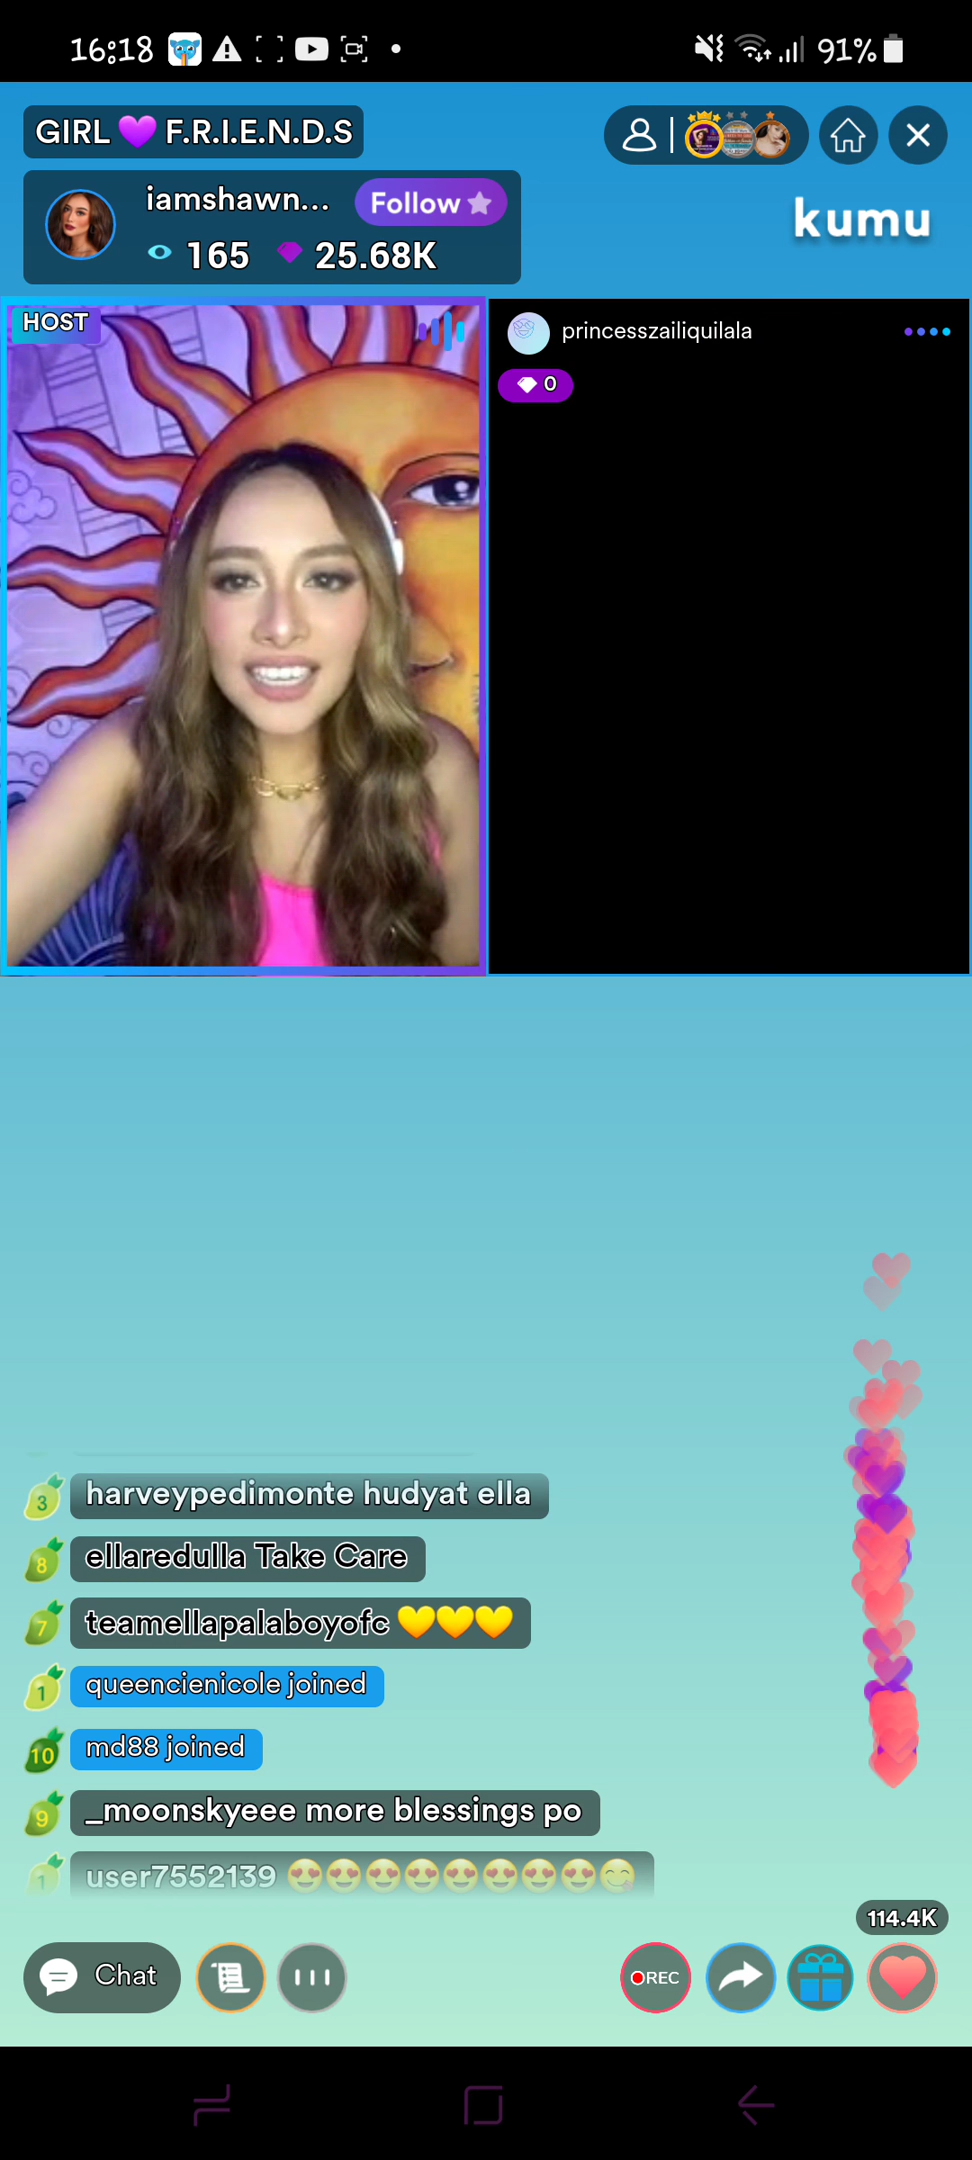 16:18
91%
GIRL 💜 F.R.I.E.N.D.S
iamshawn...
Follow
165 25.68K
kumu
HOST
princesszailiquilala
0
3 harveypedimonte hudyat ella
8 ellaredulla Take Care
7 teamellapalaboyofc 💛💛💛
1 queencienicole joined
10 md88 joined
9 _moonskyeee more blessings po
1 user7552139 😍😍😍😍😍😍😍😍😋
114.4K
Chat
REC